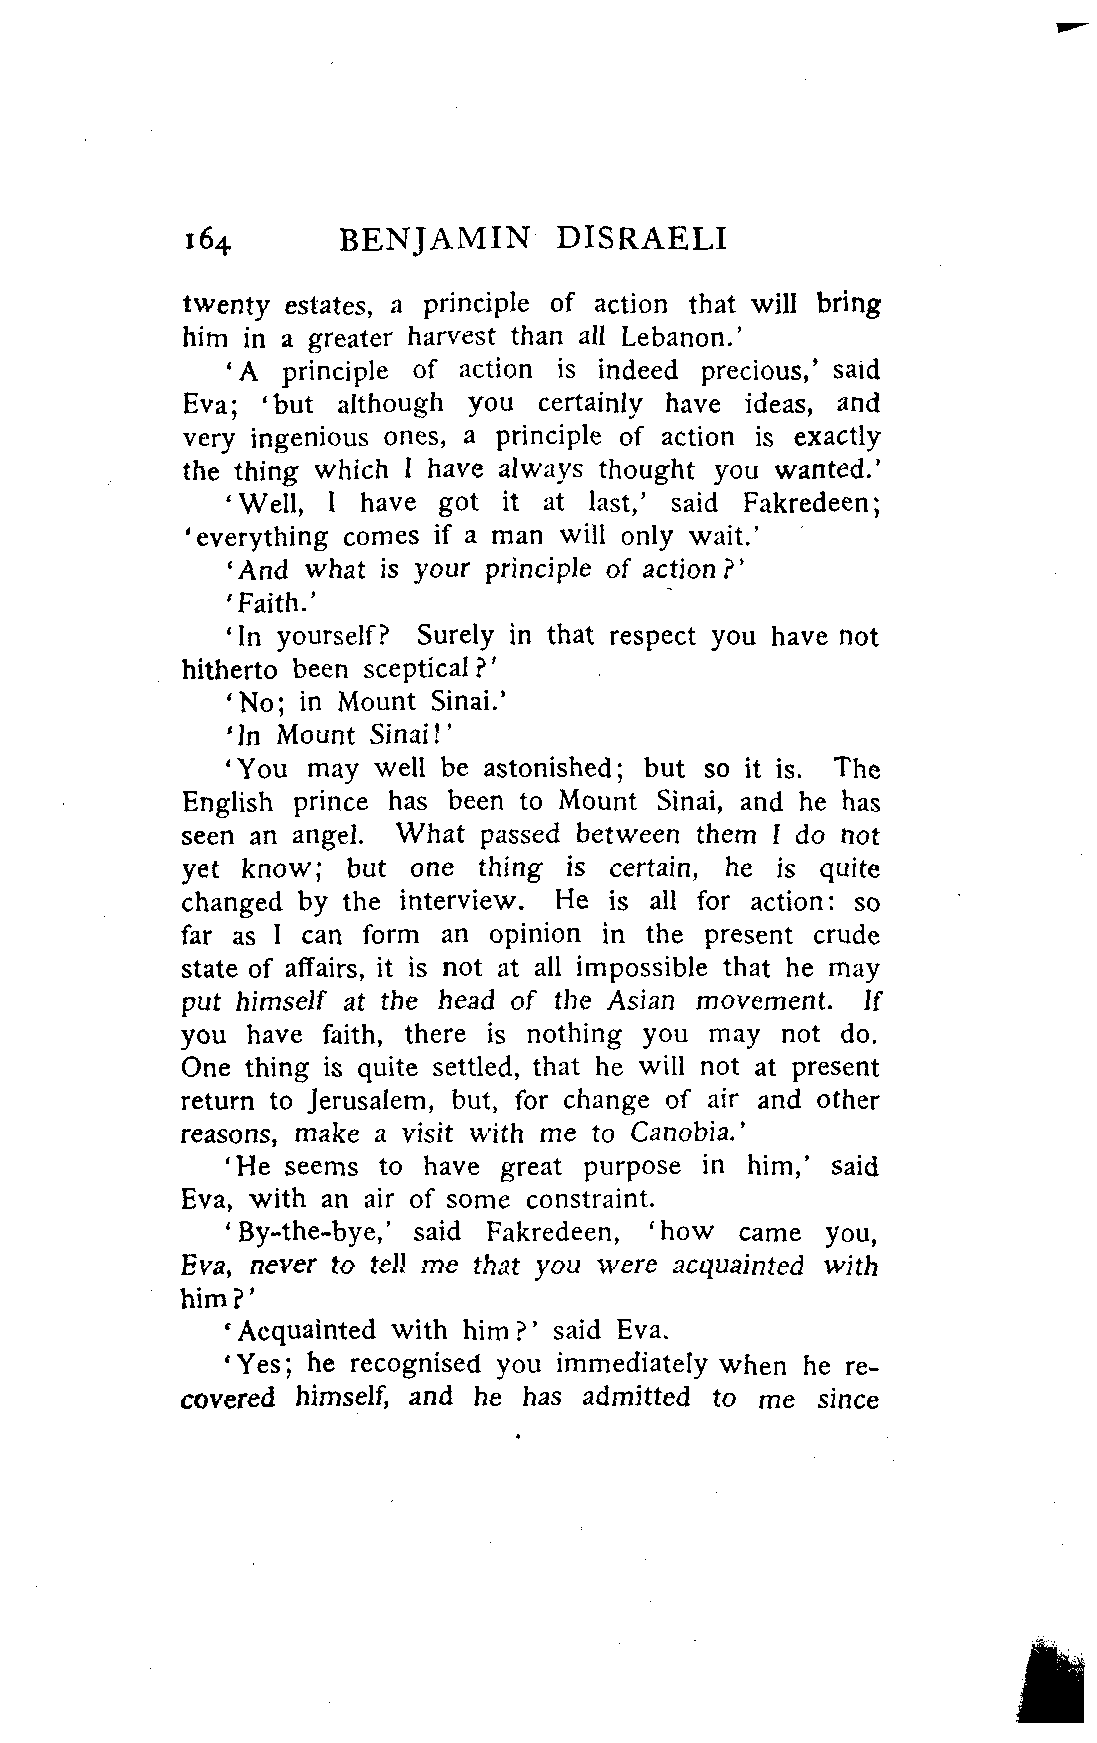 164 BENJAMIN DISRAELI
twenty estates, a principle of action that will bring
him in a greater harvest than all Lebanon.'
'A principle of action is indeed precious,' said
Eva; 'but although you certainly have ideas, and
very ingenious ones, a principle of action is exactly
the thing which I have always thought you wanted.'
'Well, I have got it at last,' said Fakredeen;
'everything comes if a man will only wait.'
'And what is your principle of action?'
'Faith.'
'In yourself? Surely in that respect you have not
hitherto been sceptical?'
'No; in Mount Sinai.'
'In Mount Sinai!'
'You may well be astonished; but so it is. The
English prince has been to Mount Sinai, and he has
seen an angel. What passed between them I do not
yet know; but one thing is certain, he is quite
changed by the interview. He is all for action: so
far as I can form an opinion in the present crude
state of affairs, it is not at all impossible that he may
put himself at the head of the Asian movement. If
you have faith, there is nothing you may not do.
One thing is quite settled, that he will not at present
return to Jerusalem, but, for change of air and other
reasons, make a visit with me to Canobia.'
'He seems to have great purpose in him,' said
Eva, with an air of some constraint.
'By-the-bye,' said Fakredeen, 'how came you,
Eva, never to tell me that you were acquainted with
him?'
'Acquainted with him?' said Eva.
'Yes; he recognised you immediately when he re-
covered himself, and he has admitted to me since